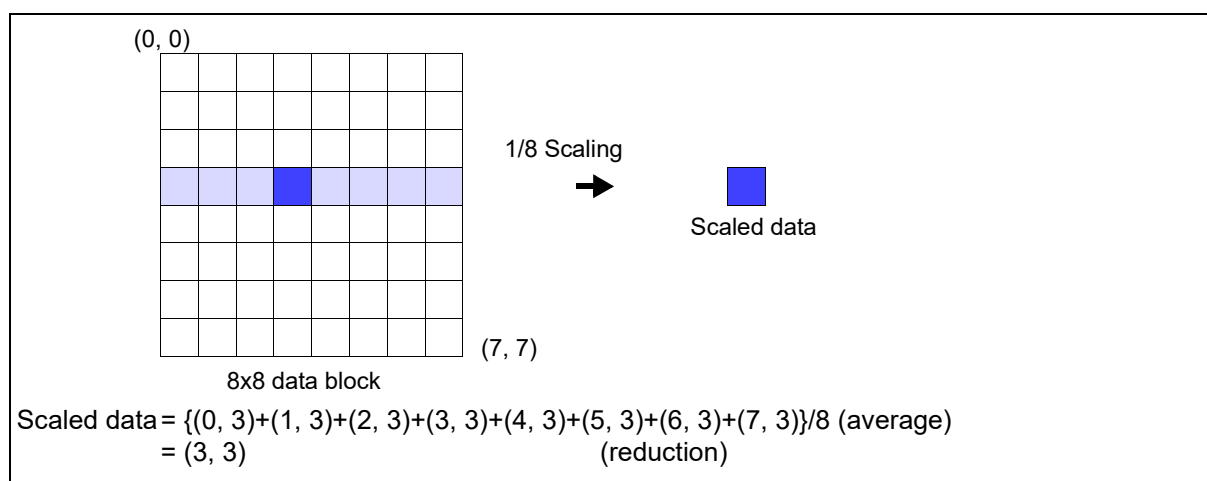 (0, 0)
1/8 Scaling
Scaled data
(7, 7)
8x8 data block
Scaled data = {(0, 3)+(1, 3)+(2, 3)+(3, 3)+(4, 3)+(5, 3)+(6, 3)+(7, 3)}/8 (average)
= (3, 3) (reduction)